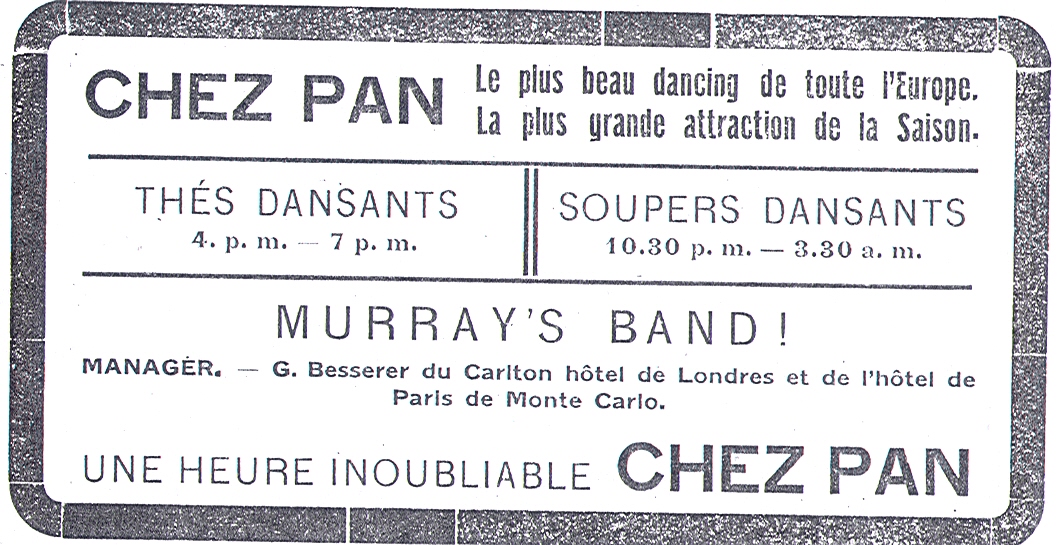 CHEZ PAN
Le plus beau dancing de toute l'Europe.
La plus grande attraction de la Saison.
THÉS DANSANTS
4. p. m. — 7 p. m.
SOUPERS DANSANTS
10.30 p. m. — 3.30 a. m.
MURRAY'S BAND!
MANAGER. — G. Besserer du Carlton hôtel de Londres et de l'hôtel de
Paris de Monte Carlo.
UNE HEURE INOUBLIABLE CHEZ PAN